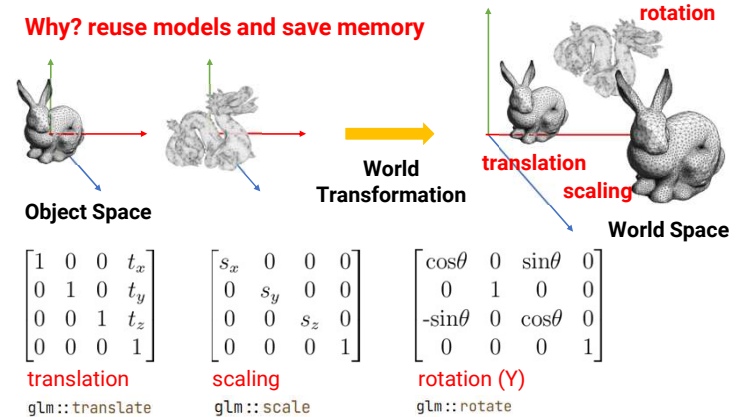 Why? reuse models and save memory
rotation
translation
scaling
World
Transformation
Object Space
World Space
1 0 0 tx
0 1 0 ty
0 0 1 tz
0 0 0 1
sx 0 0 0
0 sy 0 0
0 0 sz 0
0 0 0 1
cosθ 0 sinθ 0
0 1 0 0
-sinθ 0 cosθ 0
0 0 0 1
translation
scaling
rotation (Y)
glm::translate
glm::scale
glm::rotate